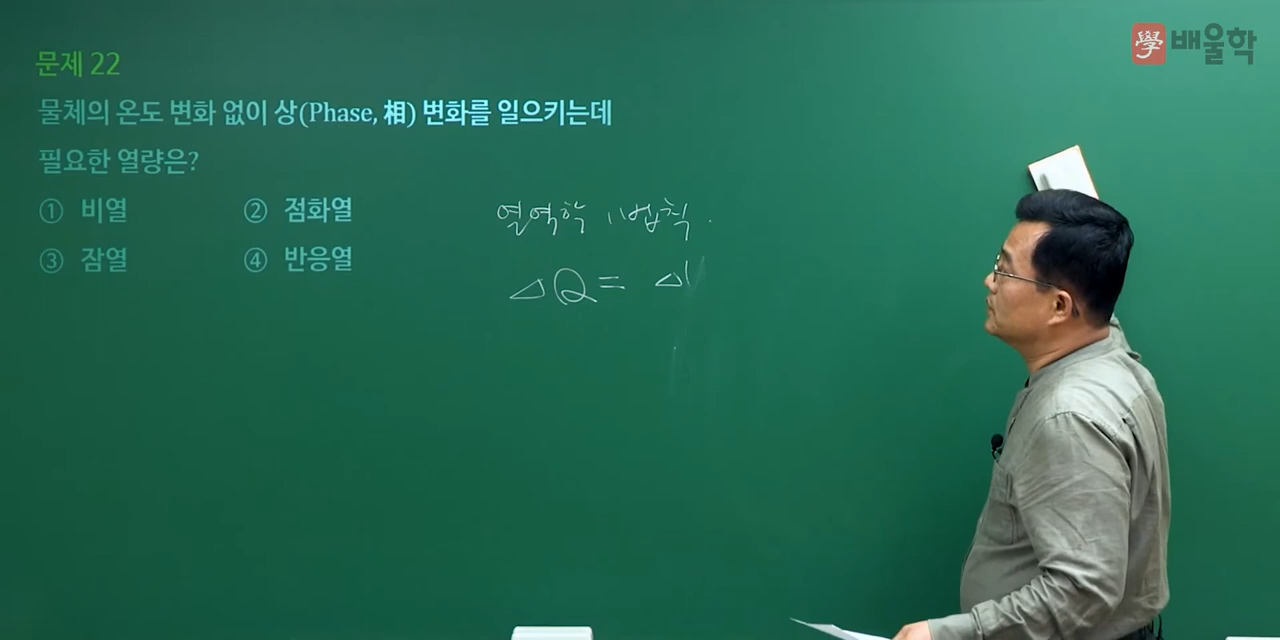 學 배울학
문제 22
물체의 온도 변화 없이 상(Phase, 相) 변화를 일으키는데
필요한 열량은?
① 비열 ② 점화열
③ 잠열 ④ 반응열
열역학 1법칙.
△Q = △